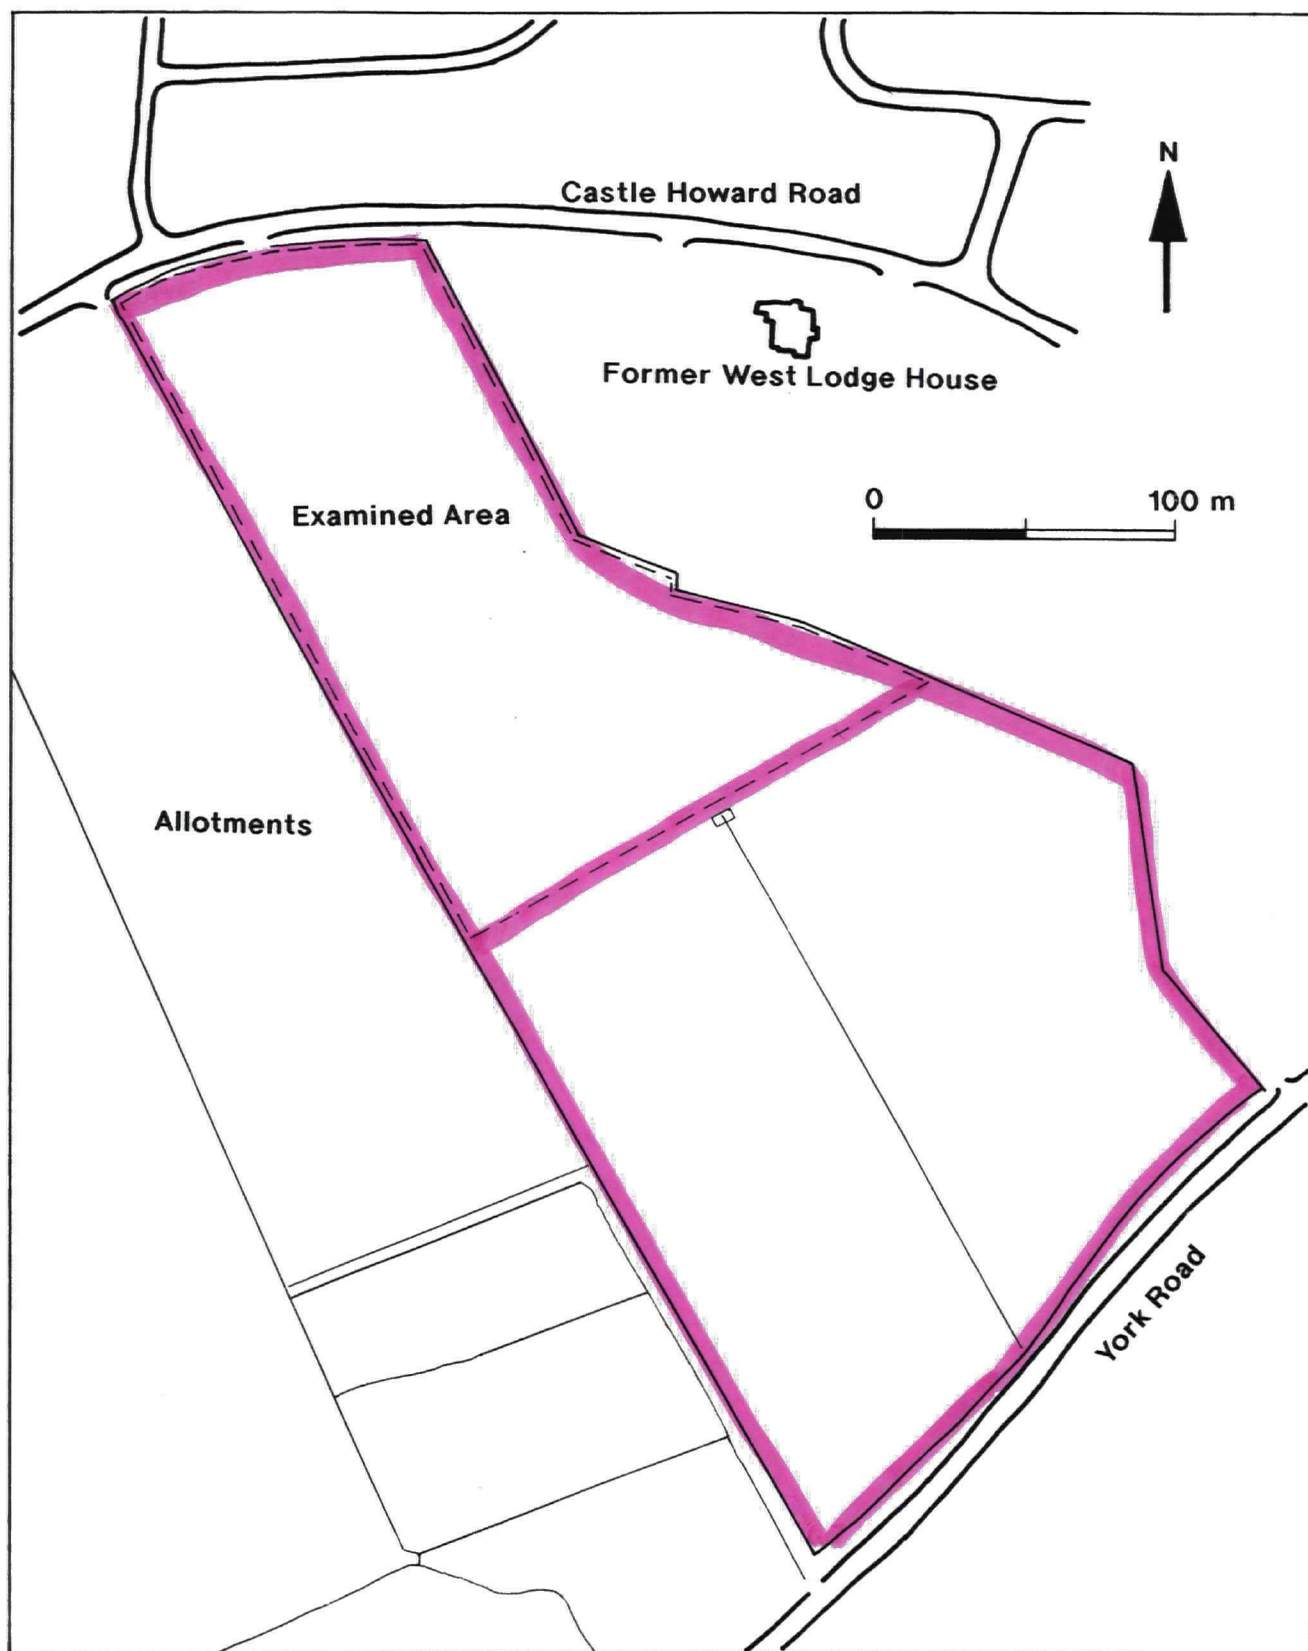 N
Castle Howard Road
Former West Lodge House
0 100 m
Examined Area
Allotments
York Road